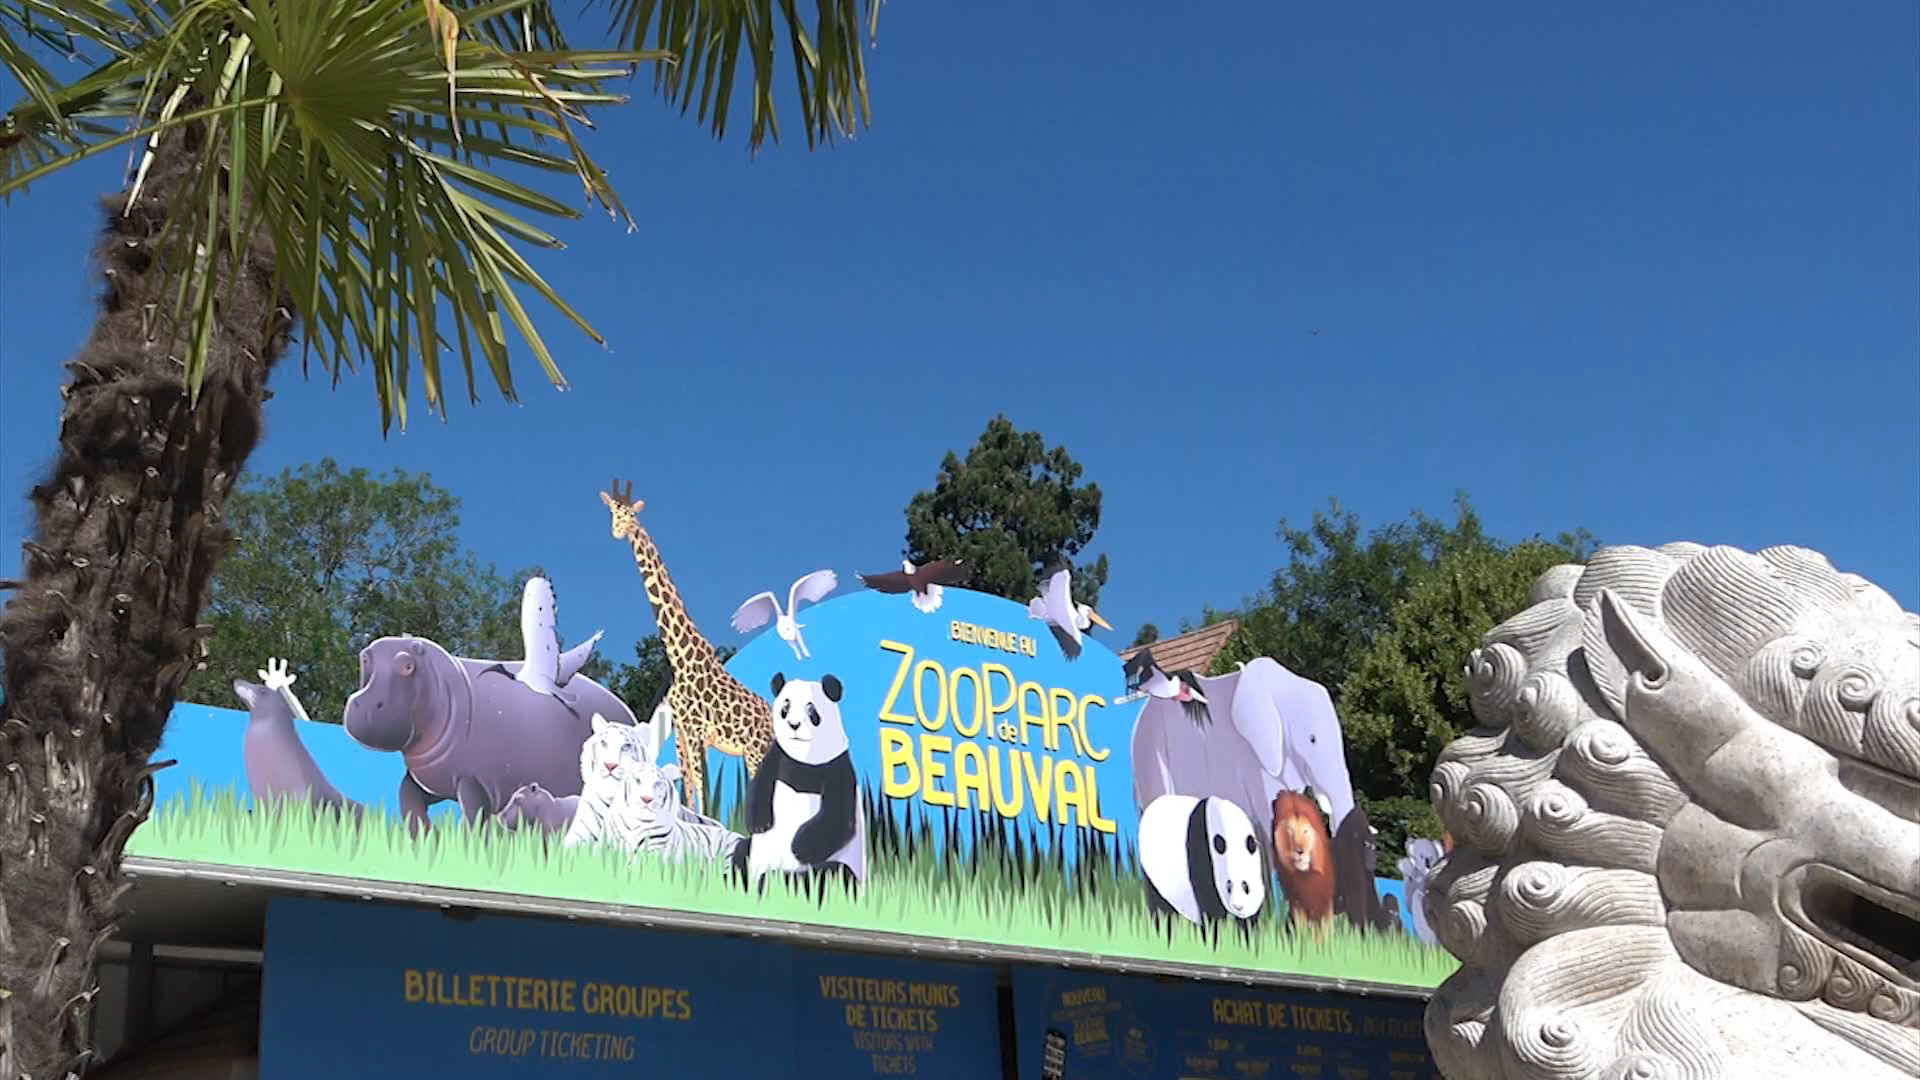 BIENVENUE AU
ZOOPARC
de
BEAUVAL
BILLETTERIE GROUPES
GROUP TICKETING
VISITEURS MUNIS
DE TICKETS
VISITORS WITH
TICKETS
NOUVEAU
BEAUVAL
ACHAT DE TICKETS /